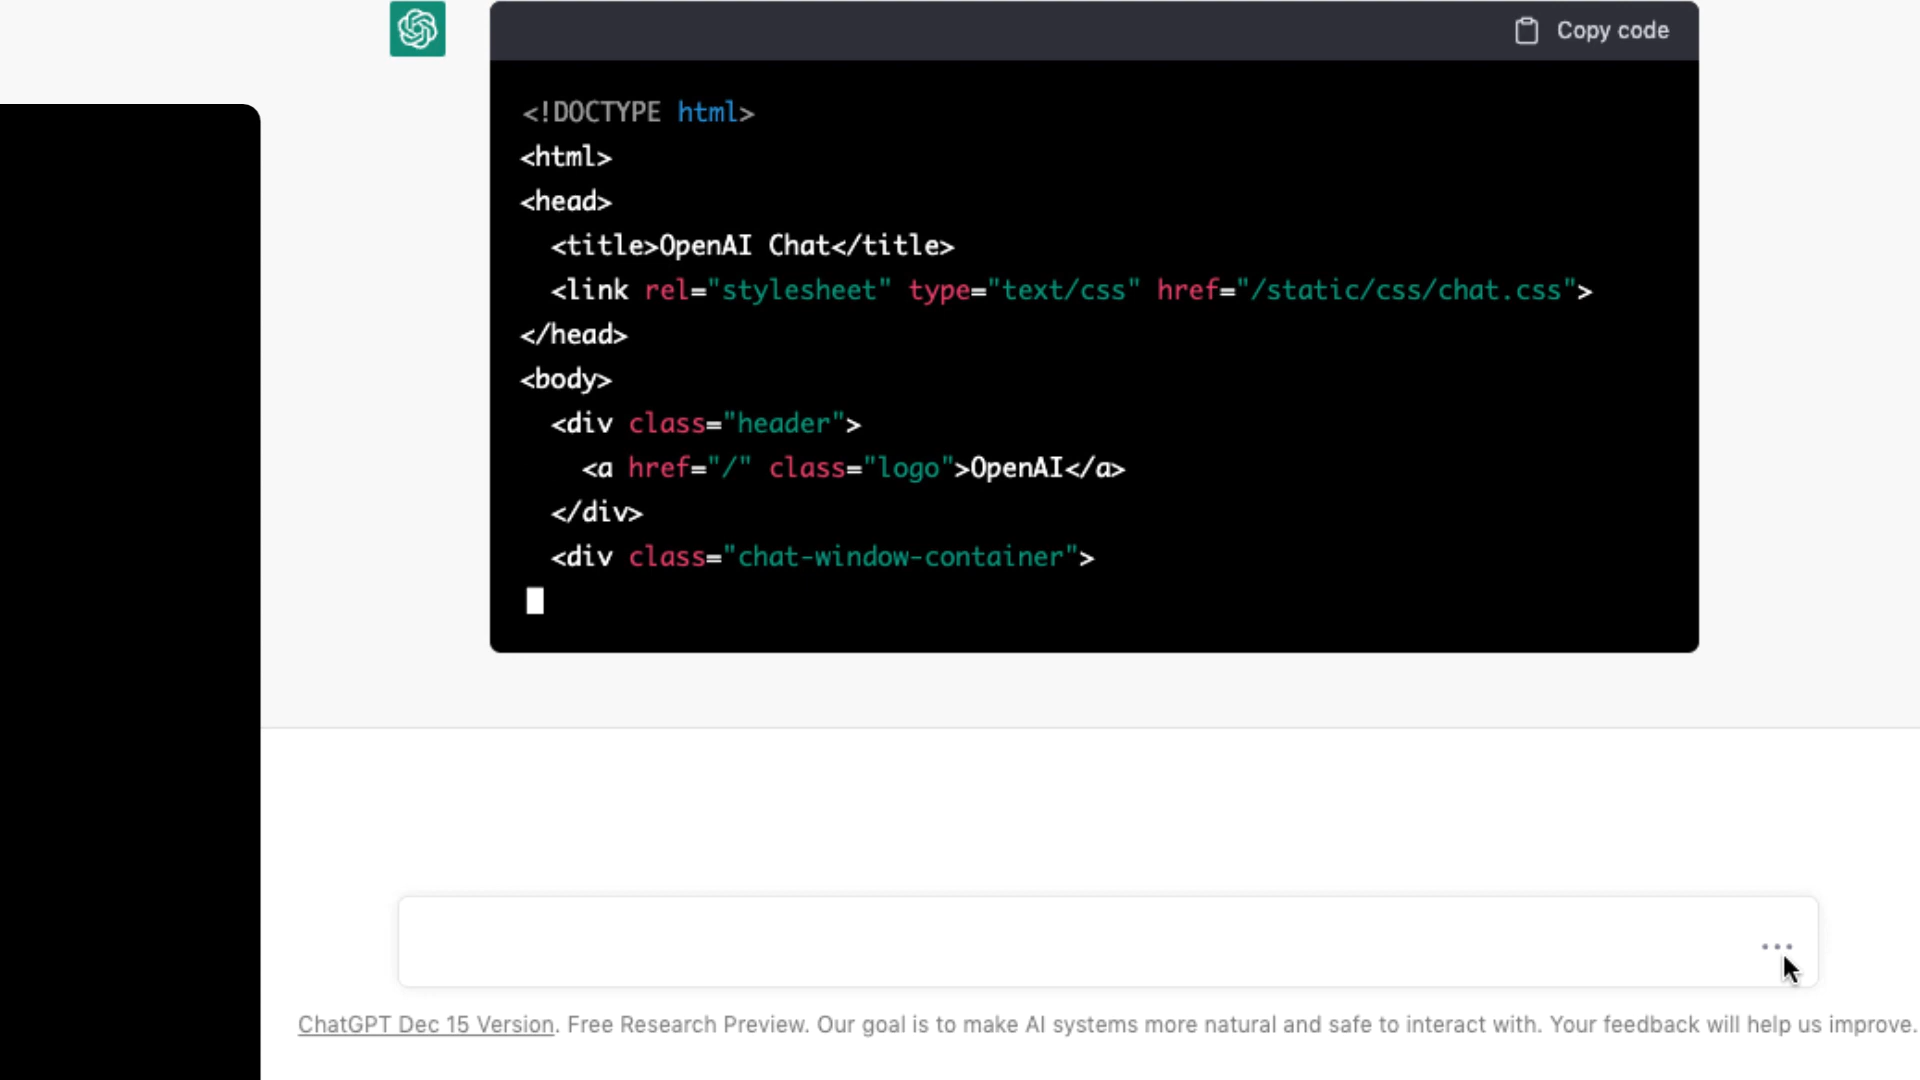 Copy code
<!DOCTYPE html>
<html>
<head>
  <title>OpenAI Chat</title>
  <link rel="stylesheet" type="text/css" href="/static/css/chat.css">
</head>
<body>
  <div class="header">
    <a href="/" class="logo">OpenAI</a>
  </div>
  <div class="chat-window-container">
ChatGPT Dec 15 Version. Free Research Preview. Our goal is to make AI systems more natural and safe to interact with. Your feedback will help us improve.